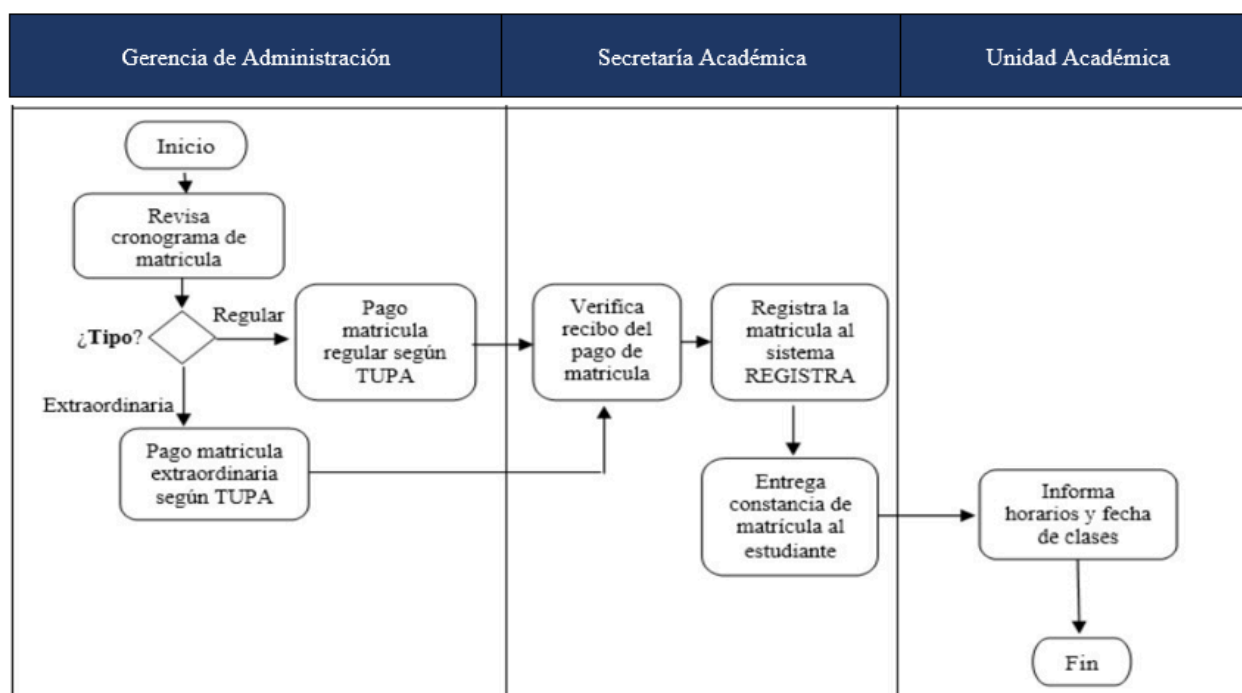 Gerencia de Administración
Secretaría Académica
Unidad Académica
Inicio
Revisa
cronograma de
matricula
¿Tipo?
Regular
Extraordinaria
Pago
matricula
regular según
TUPA
Pago matricula
extraordinaria
según TUPA
Verifica
recibo del
pago de
matricula
Registra la
matricula al
sistema
REGISTRA
Entrega
constancia de
matrícula al
estudiante
Informa
horarios y fecha
de clases
Fin